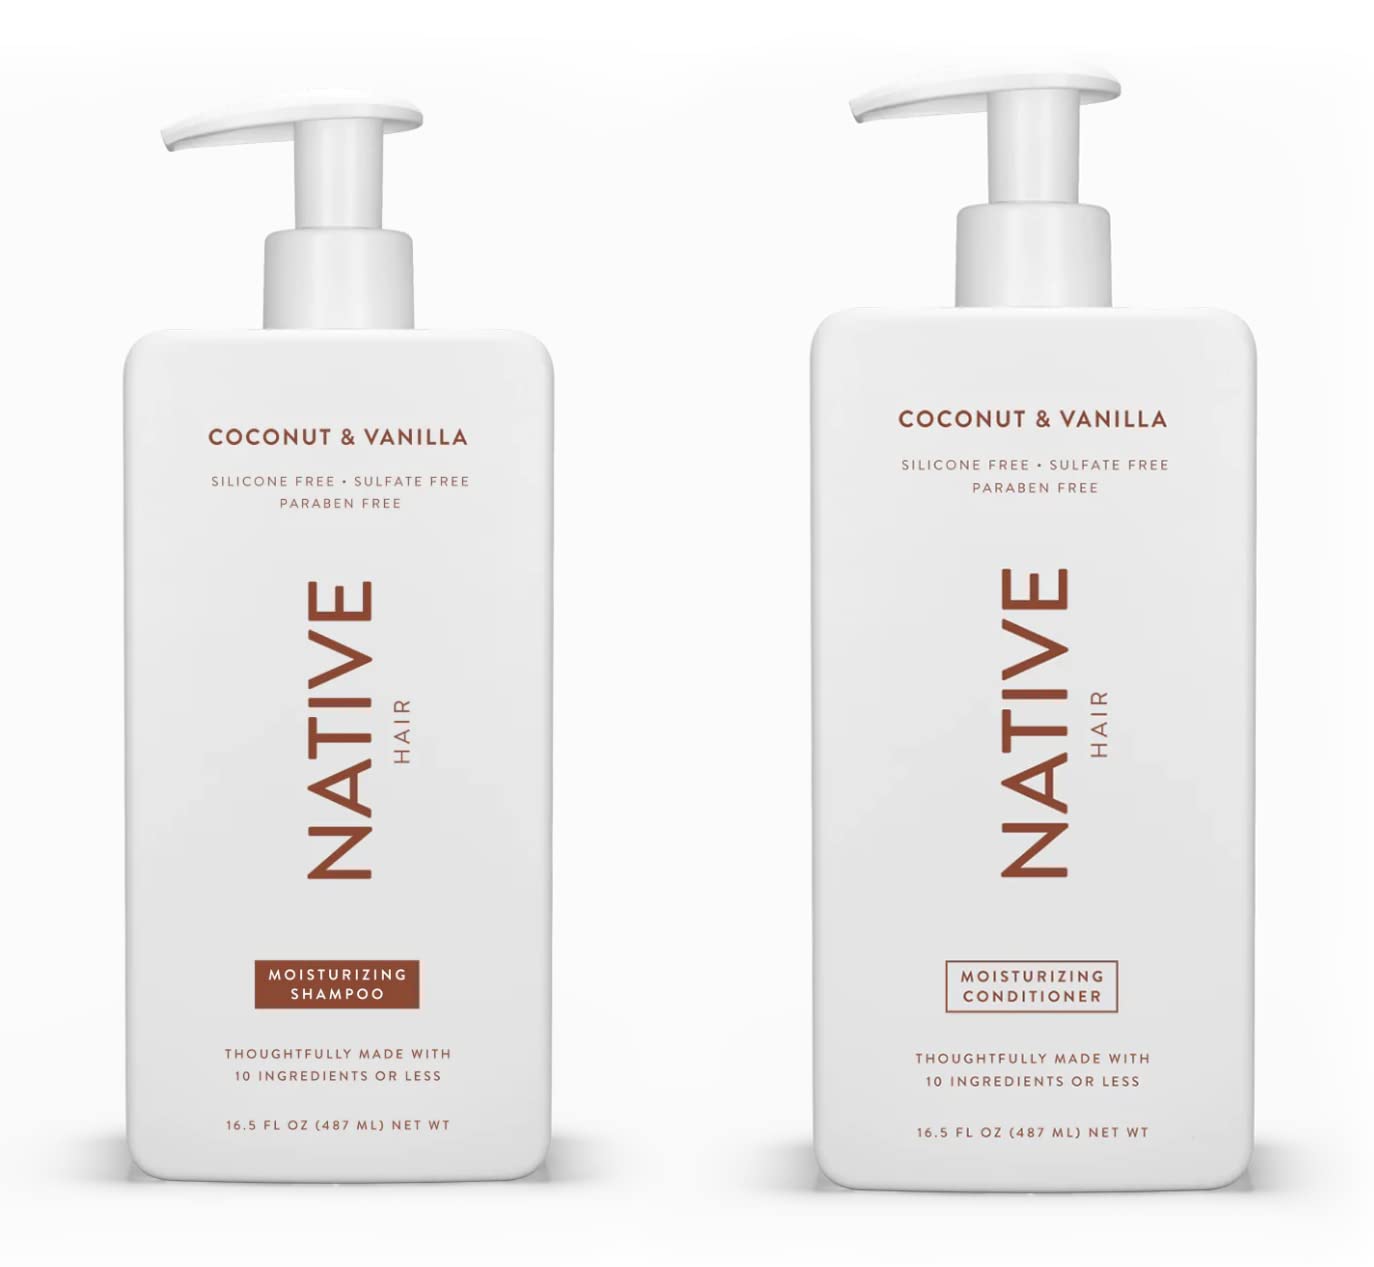 COCONUT & VANILLA
SILICONE FREE • SULFATE FREE
PARABEN FREE
NATIVE
HAIR
MOISTURIZING
SHAMPOO
THOUGHTFULLY MADE WITH
10 INGREDIENTS OR LESS
16.5 FL OZ (487 ML) NET WT
COCONUT & VANILLA
SILICONE FREE • SULFATE FREE
PARABEN FREE
NATIVE
HAIR
MOISTURIZING
CONDITIONER
THOUGHTFULLY MADE WITH
10 INGREDIENTS OR LESS
16.5 FL OZ (487 ML) NET WT